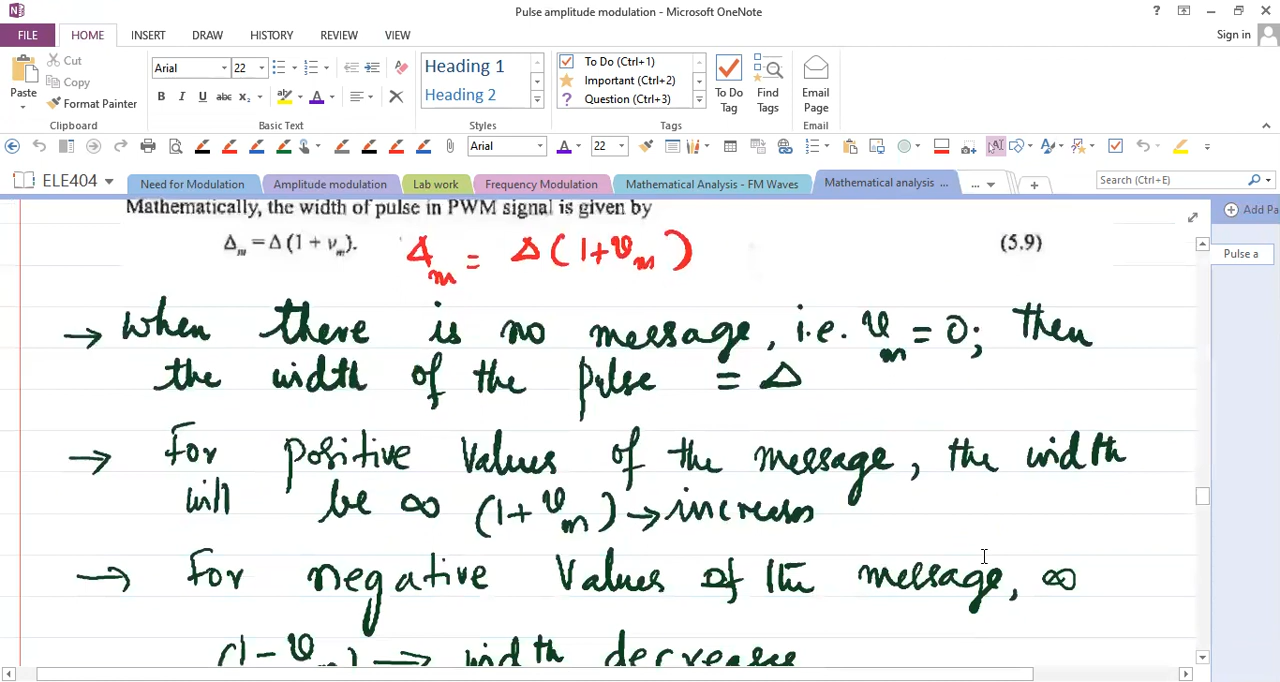 Pulse amplitude modulation - Microsoft OneNote
Sign in
FILE HOME INSERT DRAW HISTORY REVIEW VIEW
Paste
Cut
Copy
Format Painter
Clipboard
Arial 22
B I U abc x₂ A
Basic Text
Heading 1
Heading 2
Styles
To Do (Ctrl+1)
Important (Ctrl+2)
Question (Ctrl+3)
Tags
To Do Tag
Find Tags
Email Page
Email
Arial A 22
ELE404
Need for Modulation
Amplitude modulation
Lab work
Frequency Modulation
Mathematical Analysis - FM Waves
Mathematical analysis ...
...
Search (Ctrl+E)
Add Pa
Pulse a
Mathematically, the width of pulse in PWM signal is given by
Δₘ = Δ (1 + vₘ). Δₘ = Δ(1+vₘ) (5.9)
→ When there is no message, i.e. vₘ = 0; then
the width of the pulse = Δ
→ For positive values of the message, the width
will be ∝ (1+vₘ) → increases
→ For negative values of the message, ∝
(1-vₘ) → width decreases